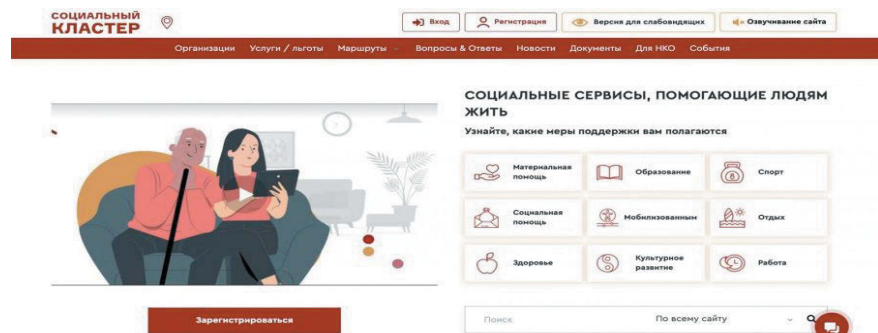 СОЦИАЛЬНЫЙ
КЛАСТЕР
Вход
Регистрация
Версия для слабовидящих
Озвучивание сайта
Организации Услуги / льготы Маршруты Вопросы & Ответы Новости Документы Для НКО События
СОЦИАЛЬНЫЕ СЕРВИСЫ, ПОМОГАЮЩИЕ ЛЮДЯМ
ЖИТЬ
Узнайте, какие меры поддержки вам полагаются
Материальная
помощь
Образование
Спорт
Социальная
помощь
Мобилизованным
Отдых
Здоровье
Культурное
развитие
Работа
Зарегистрироваться
Поиск
По всему сайту